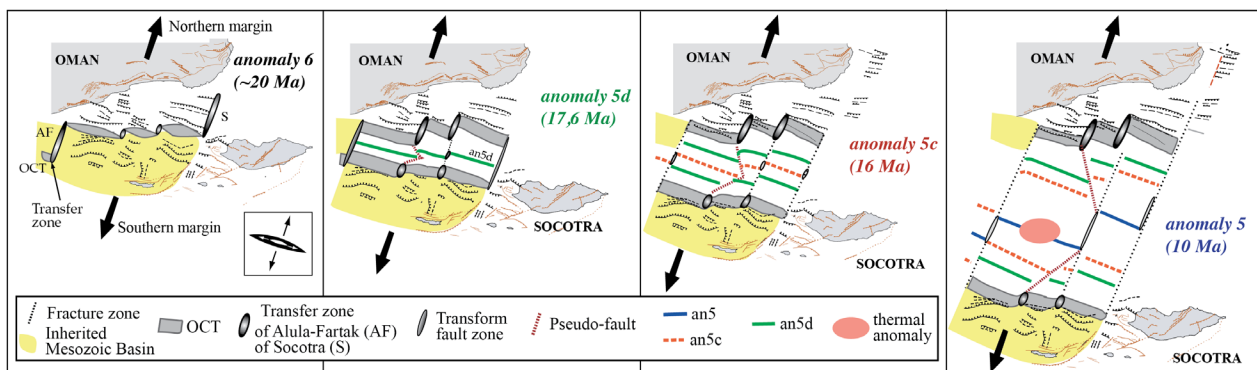 Northern margin
OMAN
anomaly 6
(~20 Ma)
S
AF
OCT
Transfer
zone
Southern margin
anomaly 5d
(17,6 Ma)
an5d
SOCOTRA
anomaly 5c
(16 Ma)
SOCOTRA
OMAN
anomaly 5
(10 Ma)
SOCOTRA
Fracture zone
Inherited
Mesozoic Basin
OCT
Transfer zone
of Alula-Fartak (AF)
of Socotra (S)
Transform
fault zone
Pseudo-fault
an5
an5c
an5d
thermal
anomaly